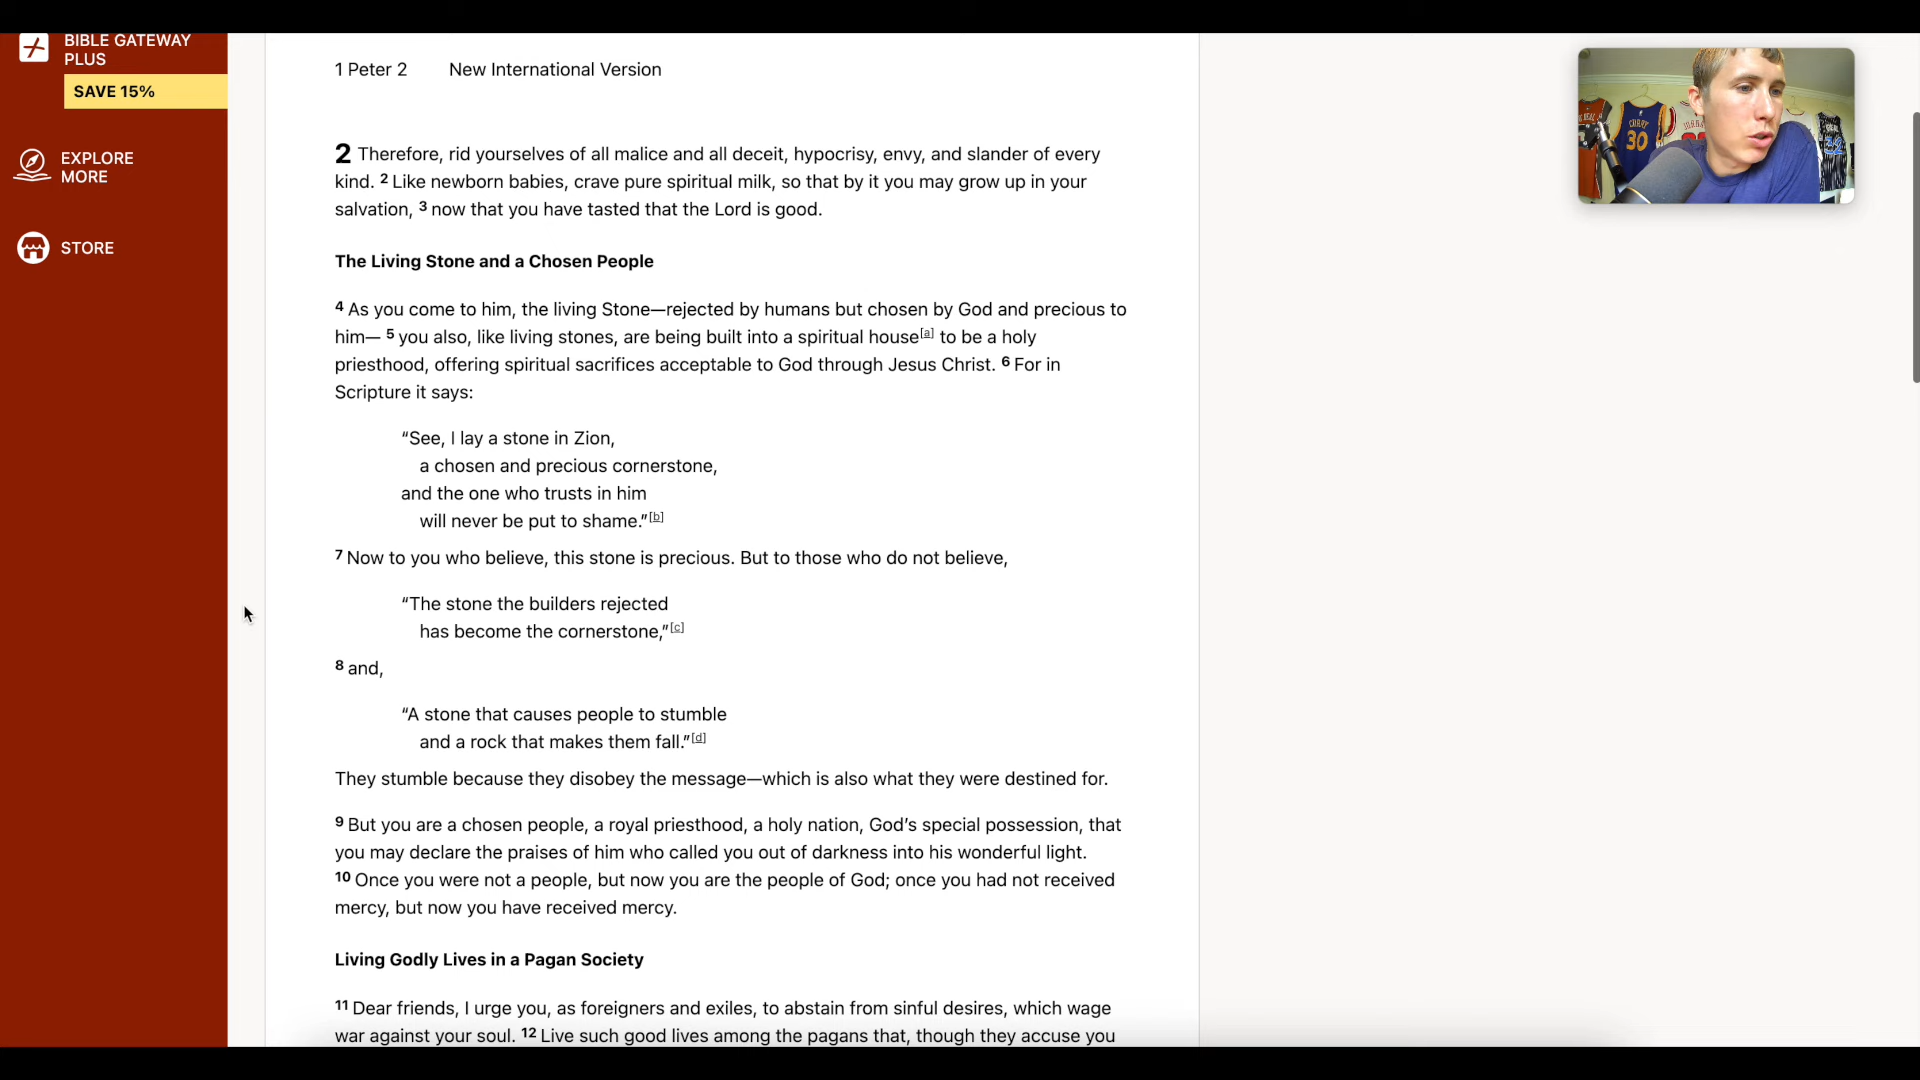 BIBLE GATEWAY
PLUS
SAVE 15%
EXPLORE
MORE
STORE
1 Peter 2 New International Version
2 Therefore, rid yourselves of all malice and all deceit, hypocrisy, envy, and slander of every
kind. 2 Like newborn babies, crave pure spiritual milk, so that by it you may grow up in your
salvation, 3 now that you have tasted that the Lord is good.
The Living Stone and a Chosen People
4 As you come to him, the living Stone—rejected by humans but chosen by God and precious to
him— 5 you also, like living stones, are being built into a spiritual house[a] to be a holy
priesthood, offering spiritual sacrifices acceptable to God through Jesus Christ. 6 For in
Scripture it says:
“See, I lay a stone in Zion,
a chosen and precious cornerstone,
and the one who trusts in him
will never be put to shame.”[b]
7 Now to you who believe, this stone is precious. But to those who do not believe,
“The stone the builders rejected
has become the cornerstone,”[c]
8 and,
“A stone that causes people to stumble
and a rock that makes them fall.”[d]
They stumble because they disobey the message—which is also what they were destined for.
9 But you are a chosen people, a royal priesthood, a holy nation, God’s special possession, that
you may declare the praises of him who called you out of darkness into his wonderful light.
10 Once you were not a people, but now you are the people of God; once you had not received
mercy, but now you have received mercy.
Living Godly Lives in a Pagan Society
11 Dear friends, I urge you, as foreigners and exiles, to abstain from sinful desires, which wage
war against your soul. 12 Live such good lives among the pagans that, though they accuse you
CURRY
30